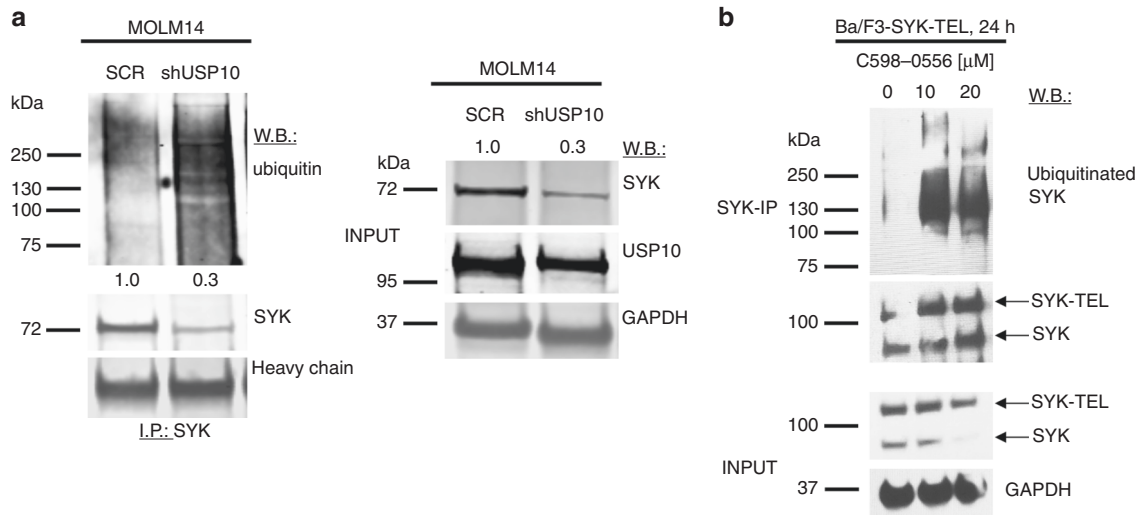 a
MOLM14
SCR shUSP10
kDa
W.B.:
ubiquitin
250
130
100
75
1.0 0.3
SYK
72
Heavy chain
I.P.: SYK
MOLM14
SCR shUSP10
kDa
1.0 0.3
W.B.:
SYK
72
INPUT
USP10
95
GAPDH
37
b
Ba/F3-SYK-TEL, 24 h
C598–0556 [μM]
0 10 20
W.B.:
kDa
250
Ubiquitinated
SYK
SYK-IP
130
100
75
SYK-TEL
100
SYK
SYK-TEL
100
SYK
INPUT
37
GAPDH